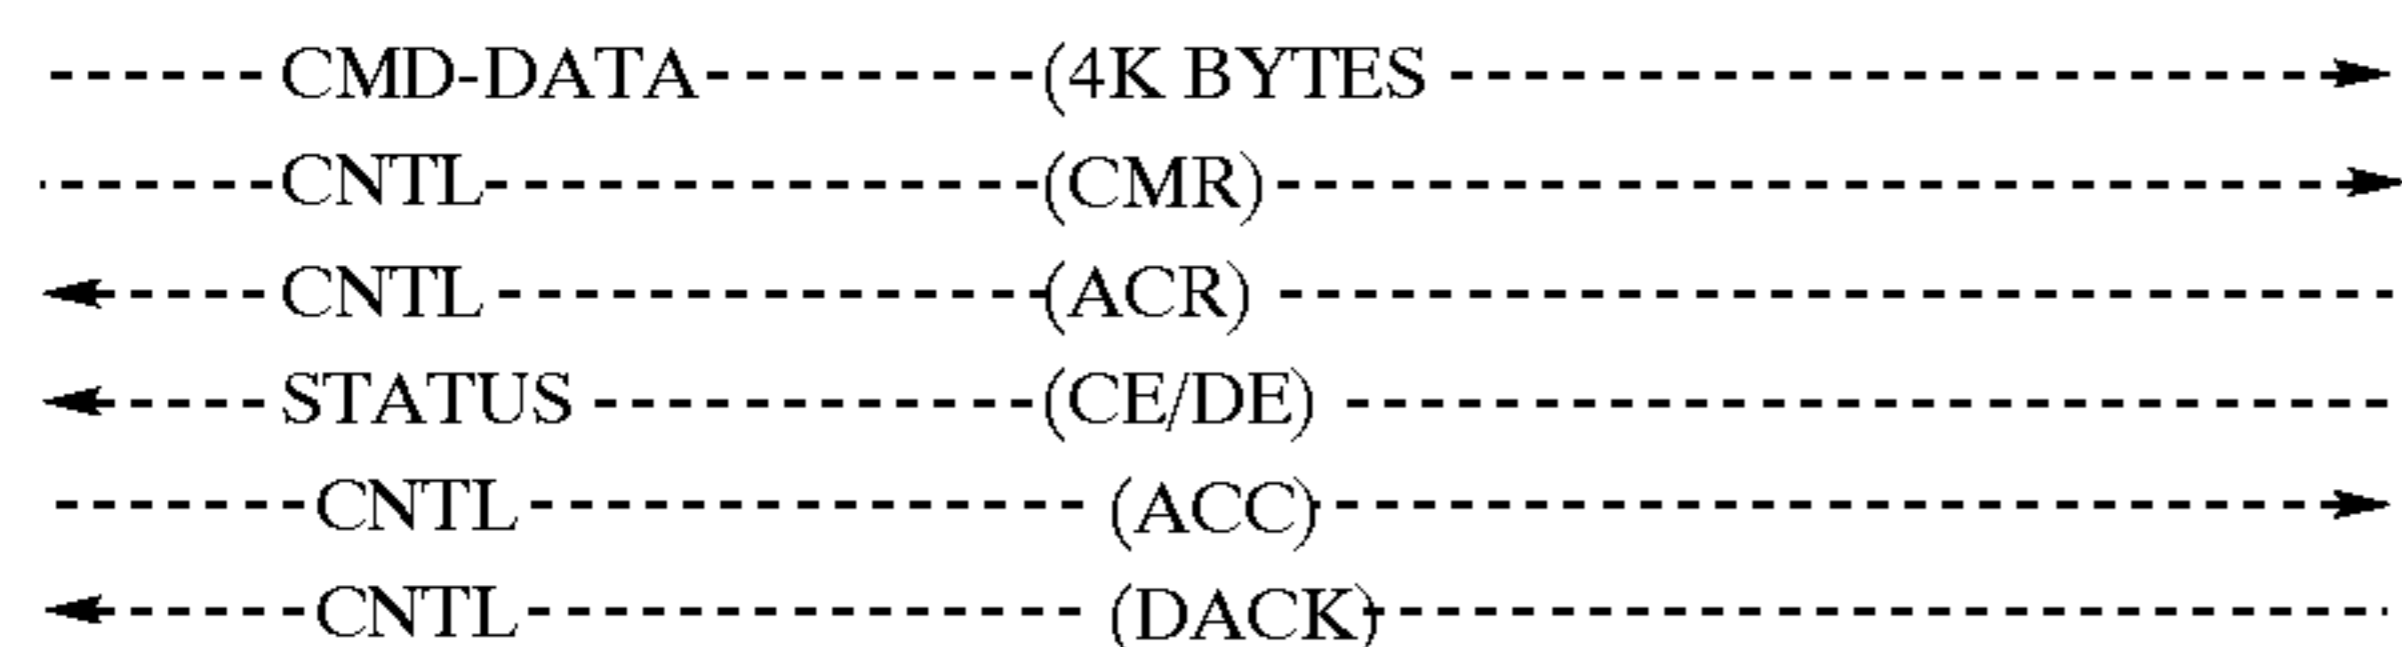 CMD-DATA (4K BYTES
CNTL (CMR)
CNTL (ACR)
STATUS (CE/DE)
CNTL (ACC)
CNTL (DACK)